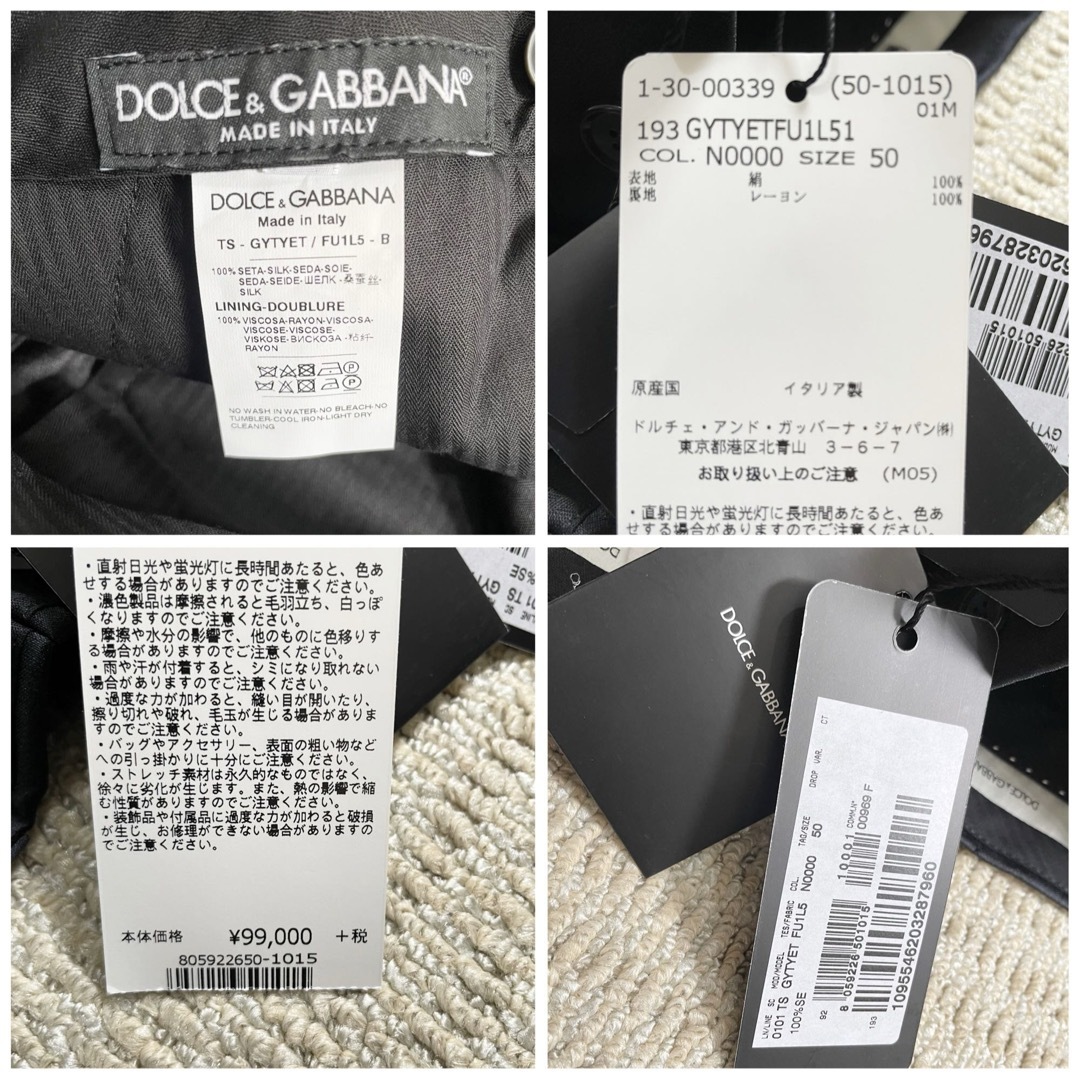 DOLCE & GABBANA®
MADE IN ITALY
DOLCE & GABBANA
Made in Italy
TS - GYTYET / FU1L5 - B
100% SETA-SILK-SEDA-SOIE-
SEDA-SEIDE-ШЕЛК-桑蚕丝-
SILK
LINING-DOUBLURE
100% VISCOSA-RAYON-VISCOSA-
VISCOSE-VISCOSE-
VISKOSE-ВИСКОЗА-粘纤-
RAYON
NO WASH IN WATER-NO BLEACH-NO
TUMBLER-COOL IRON-LIGHT DRY
CLEANING
1-30-00339 (50-1015)
01M
193 GYTYETFU1L51
COL. N0000 SIZE 50
表地 絹 100%
裏地 レーヨン 100%
原産国 イタリア製
ドルチェ・アンド・ガッバーナ・ジャパン㈱
東京都港区北青山 3-6-7
お取り扱い上のご注意 (M05)
・直射日光や蛍光灯に長時間あたると、色あ
せする場合がありますのでご注意ください。
・直射日光や蛍光灯に長時間あたると、色あ
せする場合がありますのでご注意ください。
・濃色製品は摩擦されると毛羽立ち、白っぽ
くなりますのでご注意ください。
・摩擦や水分の影響で、他のものに色移りす
る場合がありますのでご注意ください。
・雨や汗が付着すると、シミになり取れない
場合がありますのでご注意ください。
・過度な力が加わると、縫い目が開いたり、
擦り切れや破れ、毛玉が生じる場合がありま
すのでご注意ください。
・バッグやアクセサリー、表面の粗い物など
への引っ掛かりに十分にご注意ください。
・ストレッチ素材は永久的なものではなく、
徐々に劣化が生じます。また、熱の影響で縮
む性質がありますのでご注意ください。
・装飾品や付属品に過度な力が加わると破損
が生じ、お修理ができない場合があります
のでご注意ください。
本体価格 ¥99,000 +税
805922650-1015
DOLCE & GABBANA
LN/LINE SC MOD/MODEL TES/FABRIC COL. TAG/SIZE DROP VAR. CT
0101 TS GYTYET FU1L5 N0000 50
100%SE
10001 COMM.N° 00969 F
92
8 059226 501015
193
1095546203287960
DOLCE & GABBANA